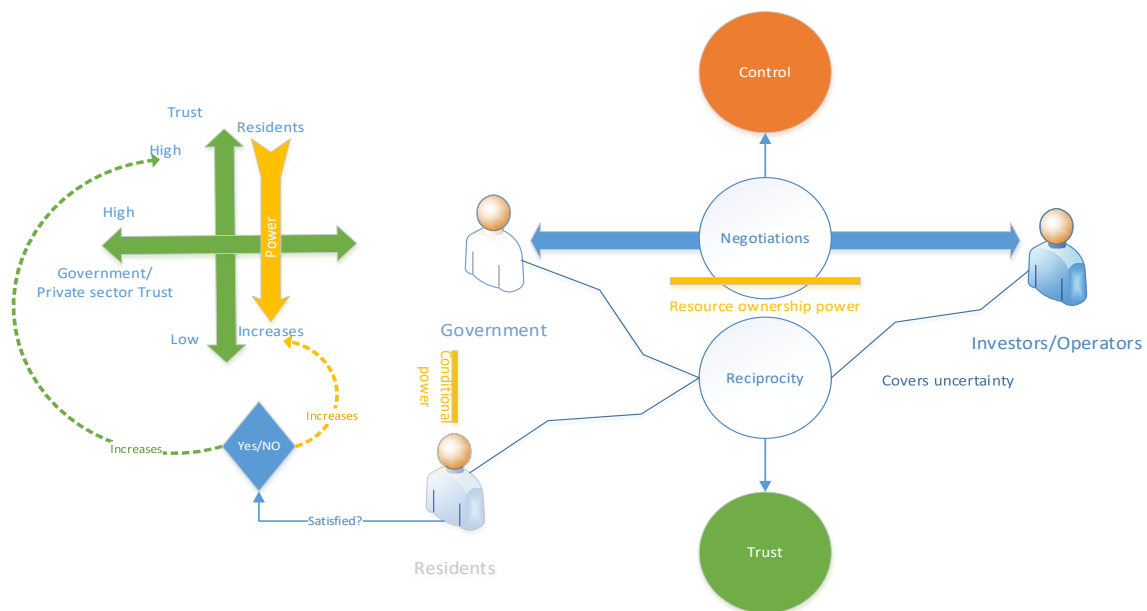 Control
Trust
Residents
High
High
Power
Negotiations
Government/
Private sector Trust
Resource ownership power
Low
Increases
Government
Investors/Operators
Conditional
power
Reciprocity
Covers uncertainty
Increases
Yes/NO
Increases
Satisfied?
Trust
Residents